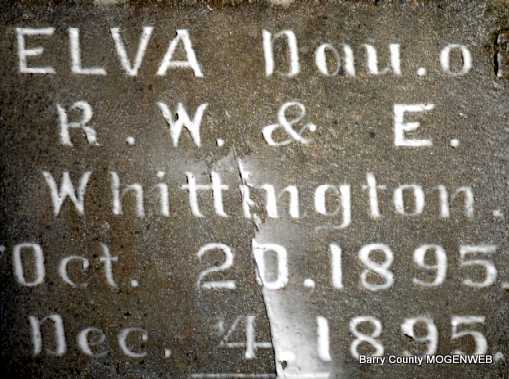 ELVA Dau. o
R. W. & E.
Whittington.
Oct. 20. 1895.
Dec. 4. 1895.
Barry County MOGENWEB